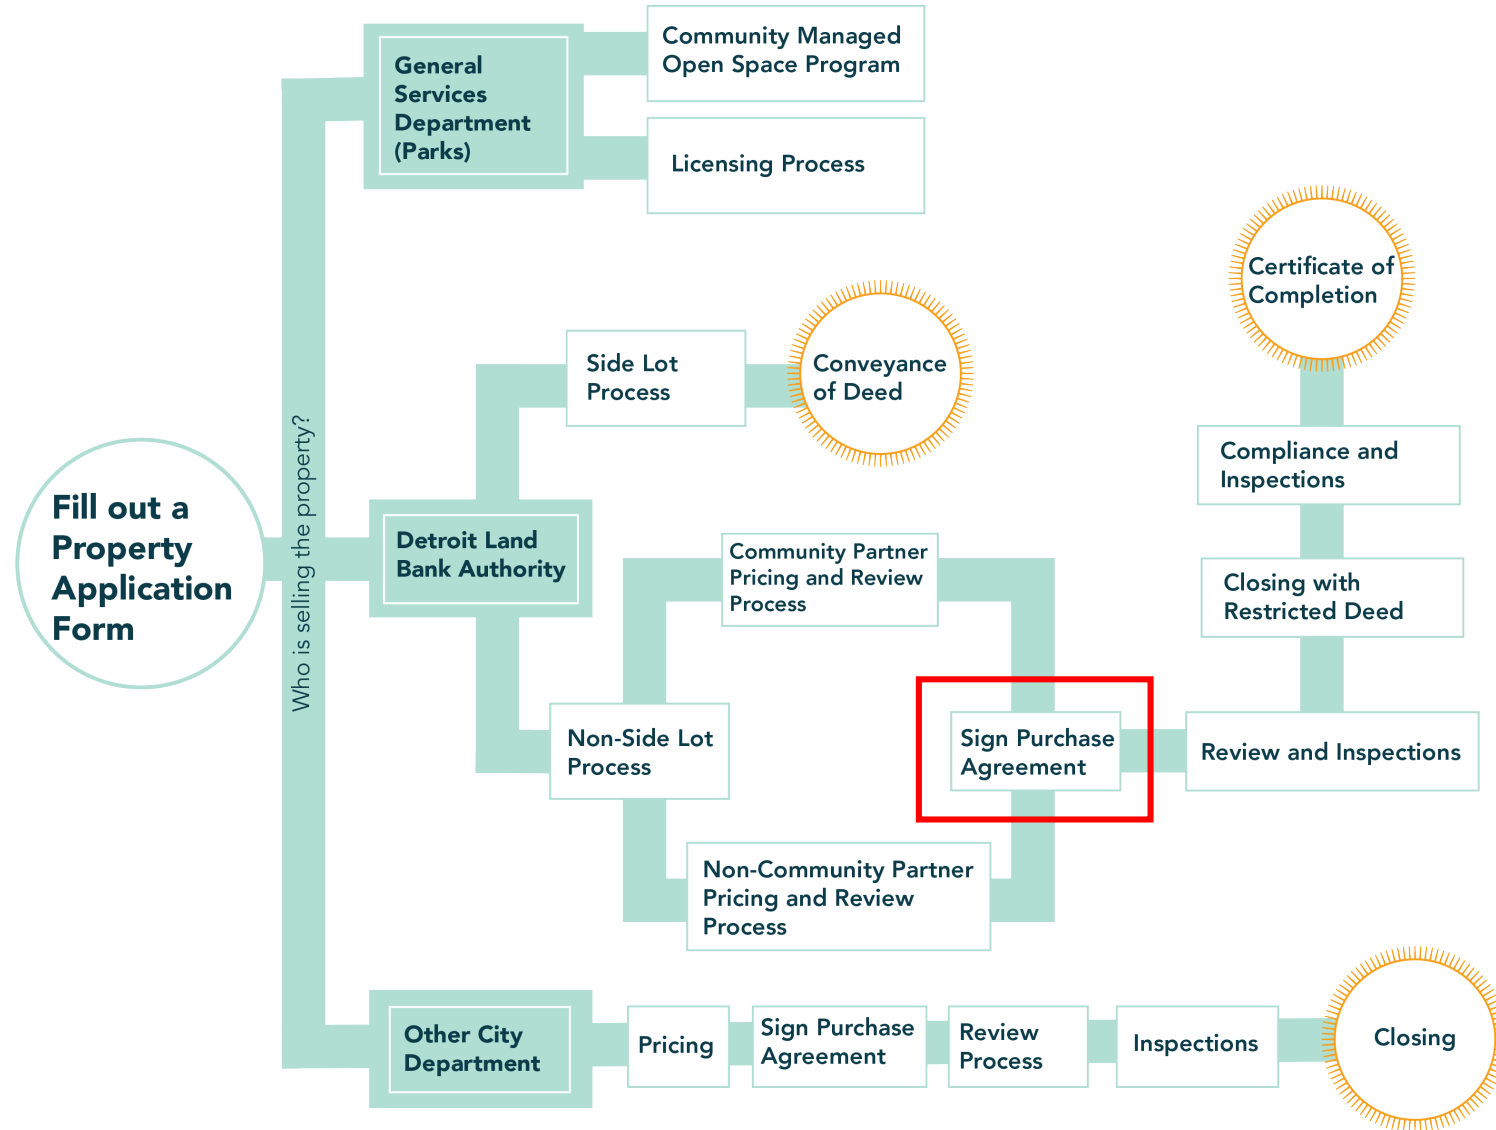 Community Managed
Open Space Program
General
Services
Department
(Parks)
Licensing Process
Certificate of
Completion
Side Lot
Process
Conveyance
of Deed
Compliance and
Inspections
Who is selling the property?
Fill out a
Property
Application
Form
Detroit Land
Bank Authority
Community Partner
Pricing and Review
Process
Closing with
Restricted Deed
Non-Side Lot
Process
Sign Purchase
Agreement
Review and Inspections
Non-Community Partner
Pricing and Review
Process
Other City
Department
Pricing
Sign Purchase
Agreement
Review
Process
Inspections
Closing